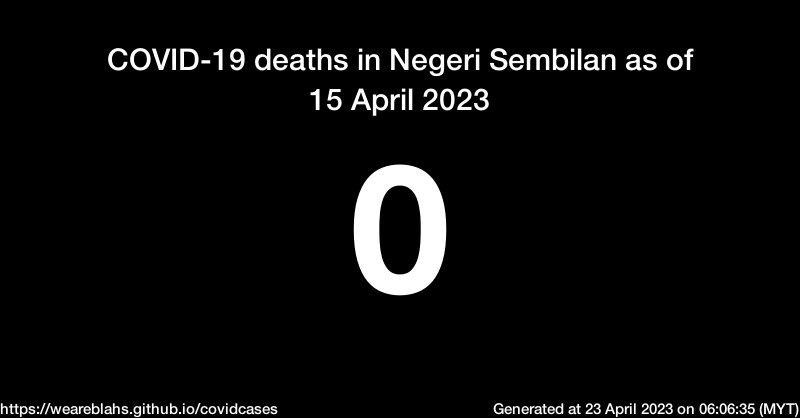 COVID-19 deaths in Negeri Sembilan as of
15 April 2023
0
https://weareblahs.github.io/covidcases
Generated at 23 April 2023 on 06:06:35 (MYT)